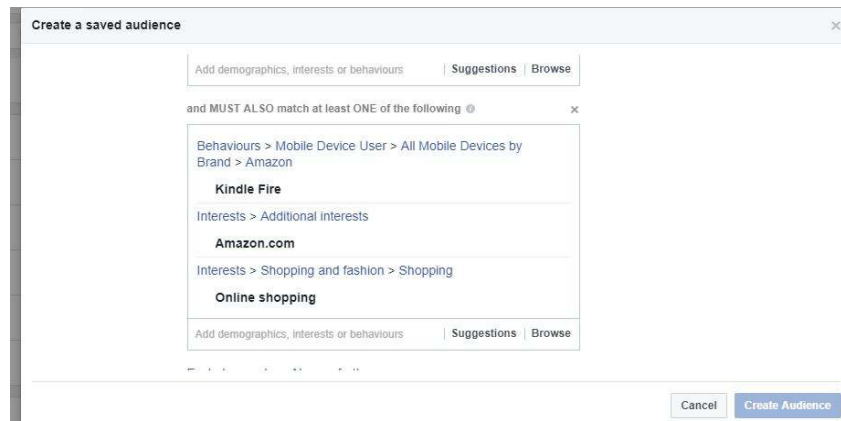 Create a saved audience
Add demographics, interests or behaviours | Suggestions | Browse
and MUST ALSO match at least ONE of the following
Behaviours > Mobile Device User > All Mobile Devices by
Brand > Amazon
Kindle Fire
Interests > Additional interests
Amazon.com
Interests > Shopping and fashion > Shopping
Online shopping
Add demographics, interests or behaviours | Suggestions | Browse
Cancel Create Audience